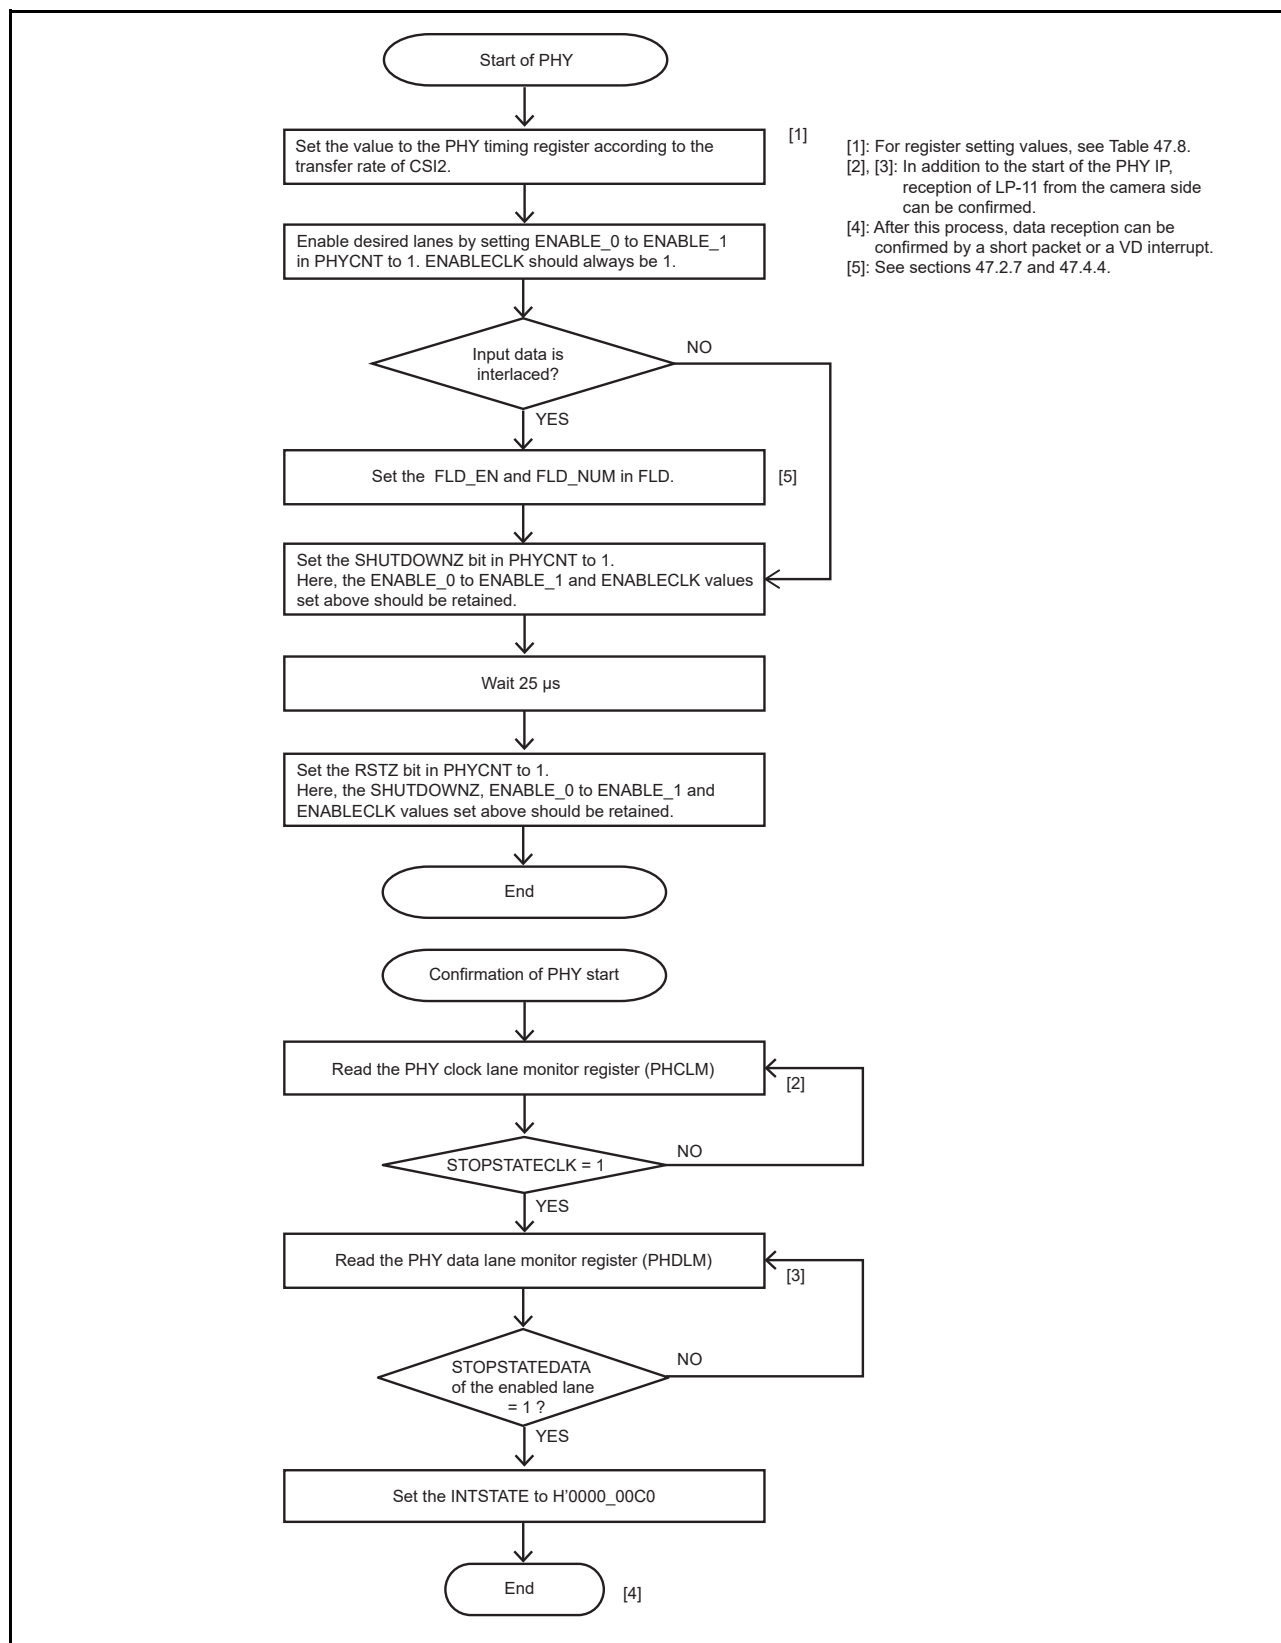 Start of PHY
Set the value to the PHY timing register according to the
transfer rate of CSI2.
[1]
[1]: For register setting values, see Table 47.8.
[2], [3]: In addition to the start of the PHY IP,
reception of LP-11 from the camera side
can be confirmed.
[4]: After this process, data reception can be
confirmed by a short packet or a VD interrupt.
[5]: See sections 47.2.7 and 47.4.4.
Enable desired lanes by setting ENABLE_0 to ENABLE_1
in PHYCNT to 1. ENABLECLK should always be 1.
Input data is
interlaced?
NO
YES
Set the  FLD_EN and FLD_NUM in FLD.
[5]
Set the SHUTDOWNZ bit in PHYCNT to 1.
Here, the ENABLE_0 to ENABLE_1 and ENABLECLK values
set above should be retained.
Wait 25 µs
Set the RSTZ bit in PHYCNT to 1.
Here, the SHUTDOWNZ, ENABLE_0 to ENABLE_1 and
ENABLECLK values set above should be retained.
End
Confirmation of PHY start
Read the PHY clock lane monitor register (PHCLM)
[2]
STOPSTATECLK = 1
NO
YES
Read the PHY data lane monitor register (PHDLM)
[3]
STOPSTATEDATA
of the enabled lane
= 1 ?
NO
YES
Set the INTSTATE to H'0000_00C0
End
[4]